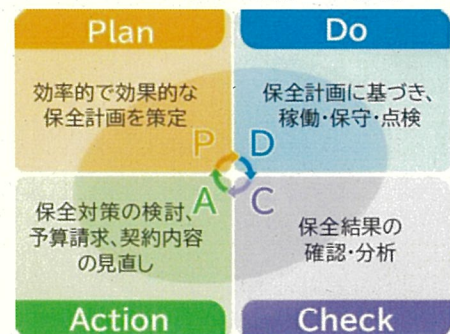 Plan
効率的で効果的な
保全計画を策定
Do
保全計画に基づき、
稼働・保守・点検
P
D
A
C
保全対策の検討、
予算請求、契約内容
の見直し
Action
保全結果の
確認・分析
Check